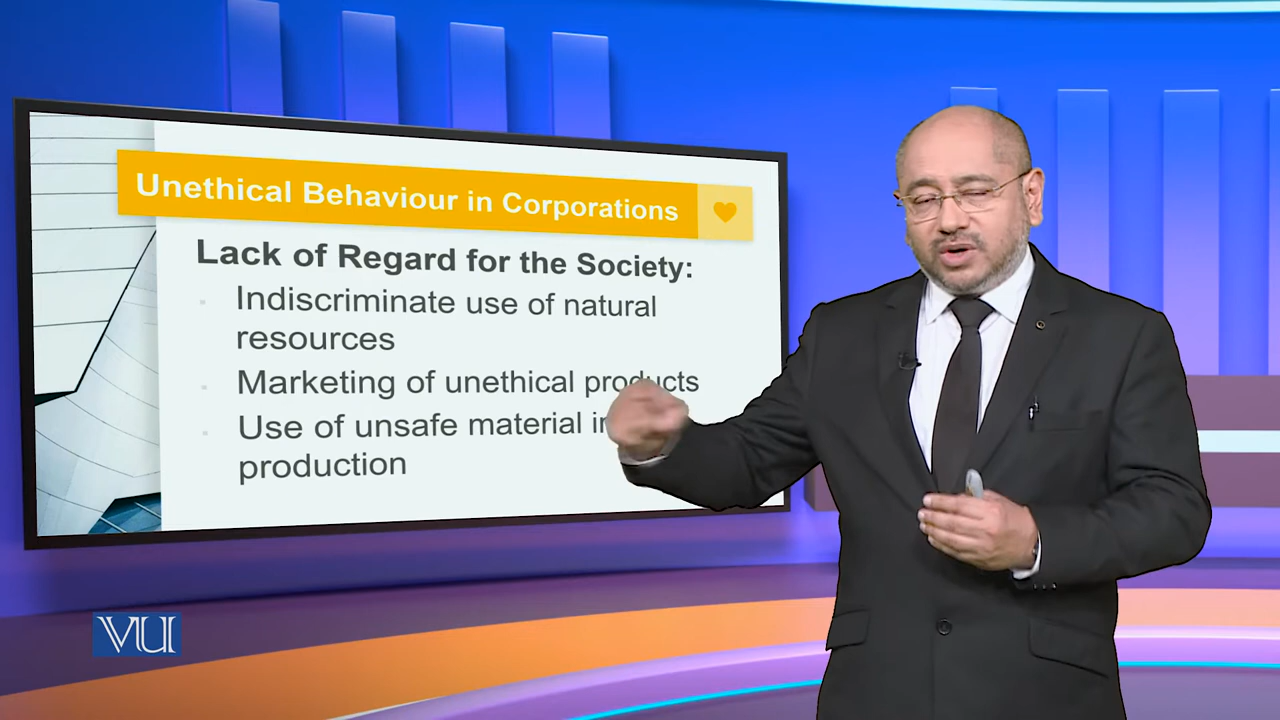 Unethical Behaviour in Corporations
Lack of Regard for the Society:
Indiscriminate use of natural
resources
Marketing of unethical products
Use of unsafe material in
production
VU